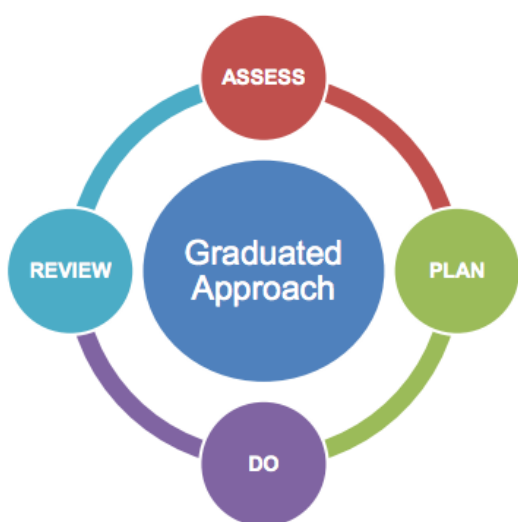 ASSESS
Graduated
Approach
REVIEW
PLAN
DO